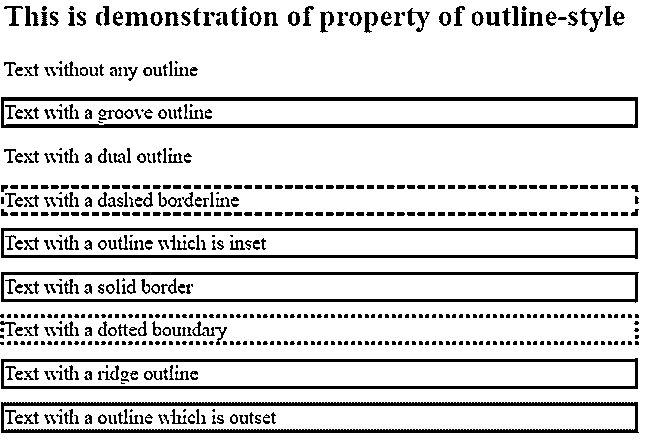 This is demonstration of property of outline-style
Text without any outline
Text with a groove outline
Text with a dual outline
Text with a dashed borderline
Text with a outline which is inset
Text with a solid border
Text with a dotted boundary
Text with a ridge outline
Text with a outline which is outset